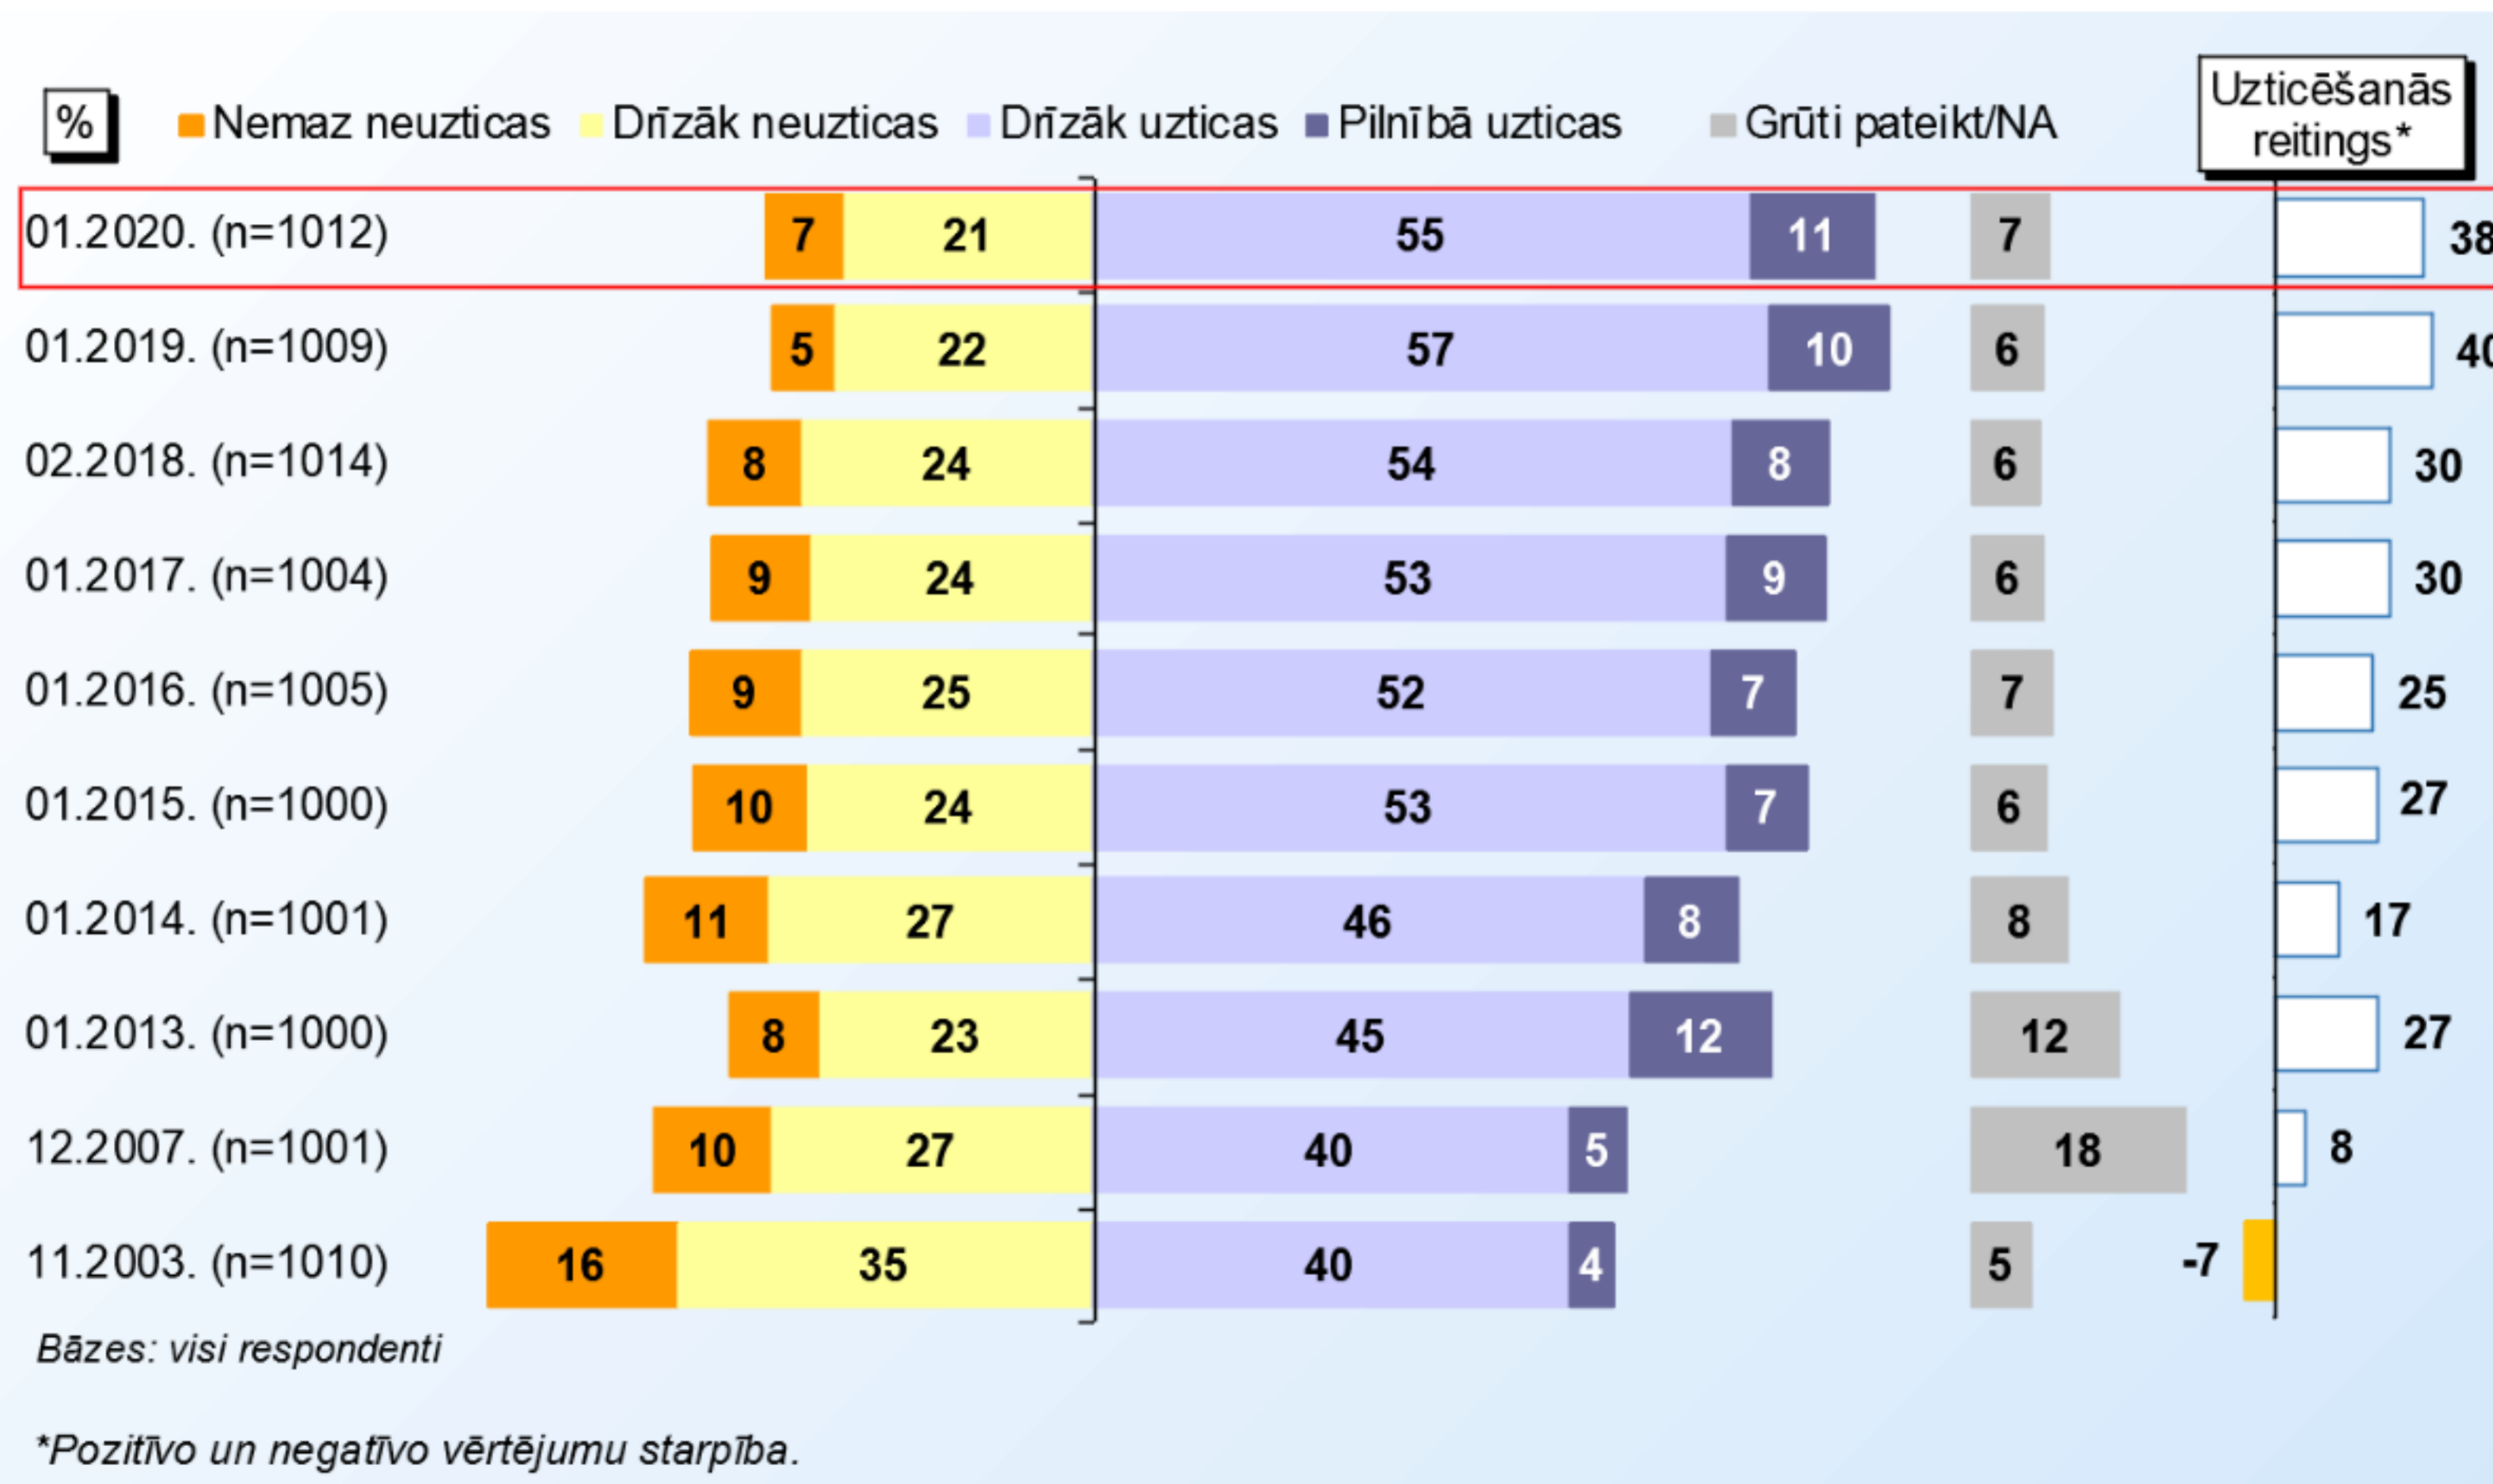 % Nemaz neuzticas Drīzāk neuzticas Drīzāk uzticas Pilnībā uzticas Grūti pateikt/NA
Uzticēšanās
reitings*
01.2020. (n=1012) 7 21 55 11 7 38
01.2019. (n=1009) 5 22 57 10 6 40
02.2018. (n=1014) 8 24 54 8 6 30
01.2017. (n=1004) 9 24 53 9 6 30
01.2016. (n=1005) 9 25 52 7 7 25
01.2015. (n=1000) 10 24 53 7 6 27
01.2014. (n=1001) 11 27 46 8 8 17
01.2013. (n=1000) 8 23 45 12 12 27
12.2007. (n=1001) 10 27 40 5 18 8
11.2003. (n=1010) 16 35 40 4 5 -7
Bāzes: visi respondenti
*Pozitīvo un negatīvo vērtējumu starpība.